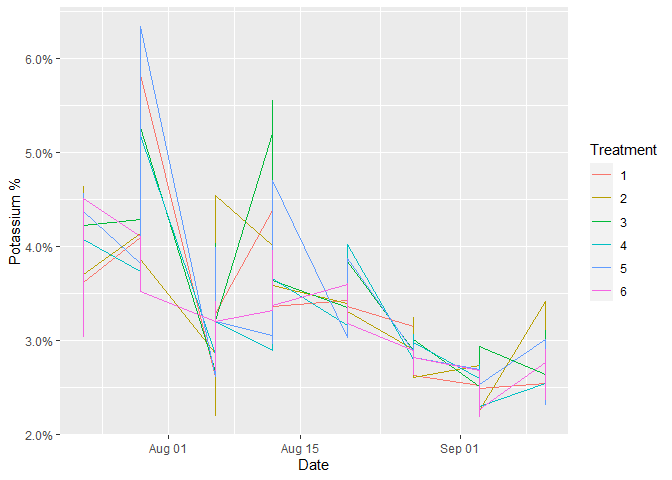 6.0%
5.0%
4.0%
3.0%
2.0%
Potassium %
Aug 01
Aug 15
Sep 01
Date
Treatment
1
2
3
4
5
6